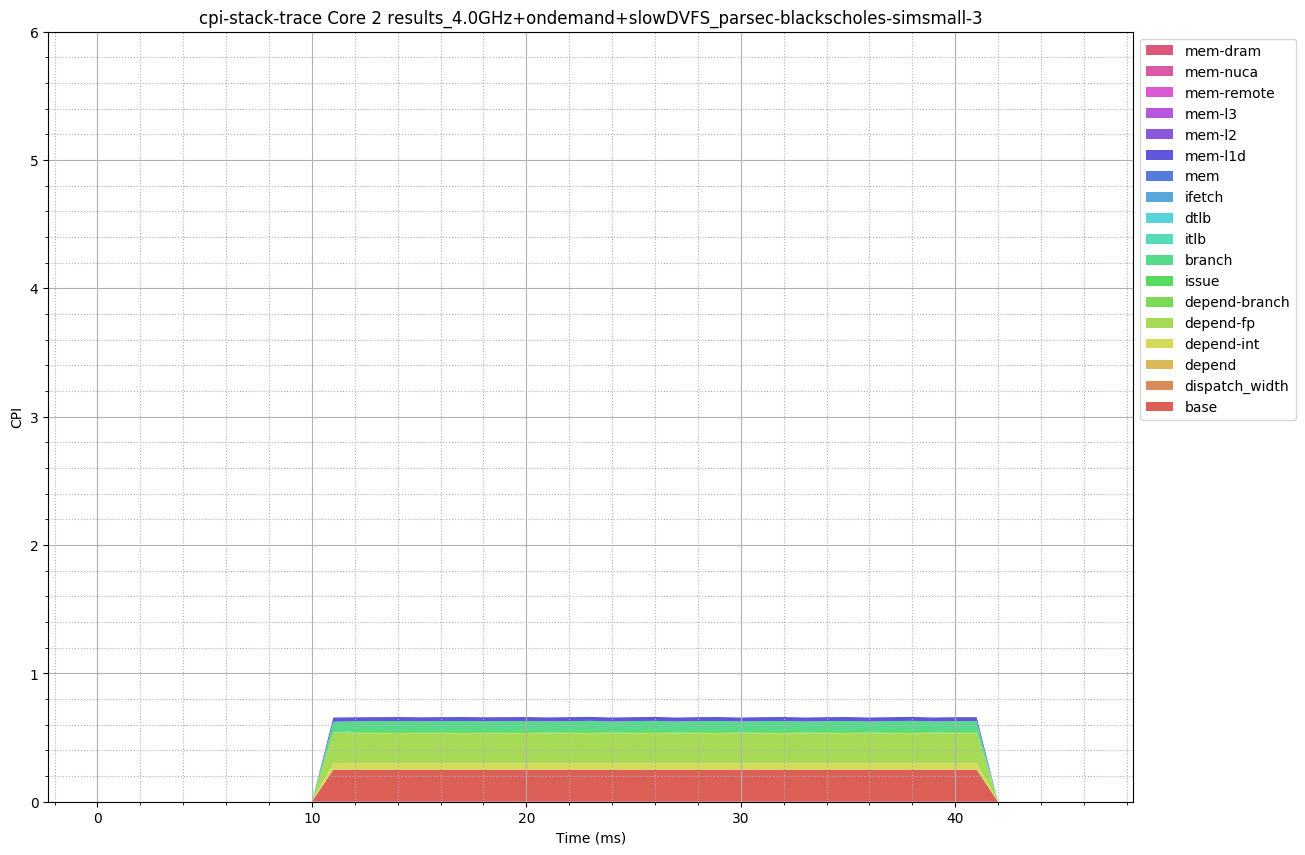 cpi-stack-trace Core 2 results_4.0GHz+ondemand+slowDVFS_parsec-blackscholes-simsmall-3
6
5
4
3
2
1
0
CPI
0 10 20 30 40
Time (ms)
mem-dram
mem-nuca
mem-remote
mem-l3
mem-l2
mem-l1d
mem
ifetch
dtlb
itlb
branch
issue
depend-branch
depend-fp
depend-int
depend
dispatch_width
base